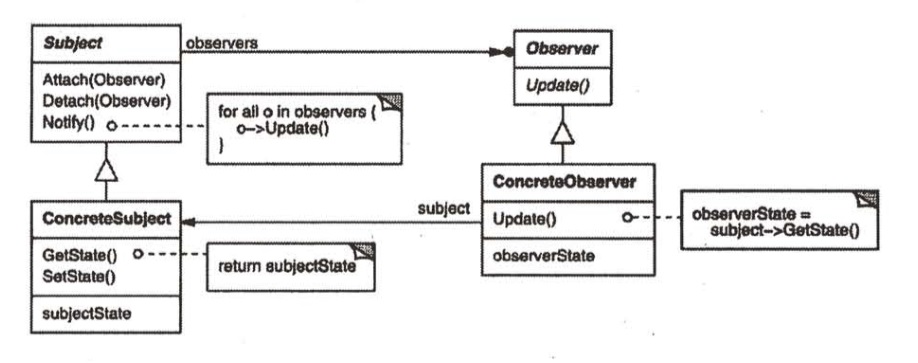 Subject
observers
Observer
Attach(Observer)
Detach(Observer)
Notify()
for all o in observers {
o->Update()
}
Update()
ConcreteSubject
GetState()
SetState()
subjectState
return subjectState
subject
ConcreteObserver
Update()
observerState
observerState =
subject->GetState()